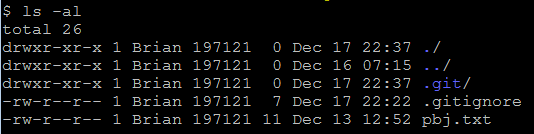 $ ls -al
total 26
drwxr-xr-x 1 Brian 197121  0 Dec 17 22:37 ./
drwxr-xr-x 1 Brian 197121  0 Dec 16 07:15 ../
drwxr-xr-x 1 Brian 197121  0 Dec 17 22:37 .git/
-rw-r--r-- 1 Brian 197121  7 Dec 17 22:22 .gitignore
-rw-r--r-- 1 Brian 197121 11 Dec 13 12:52 pbj.txt